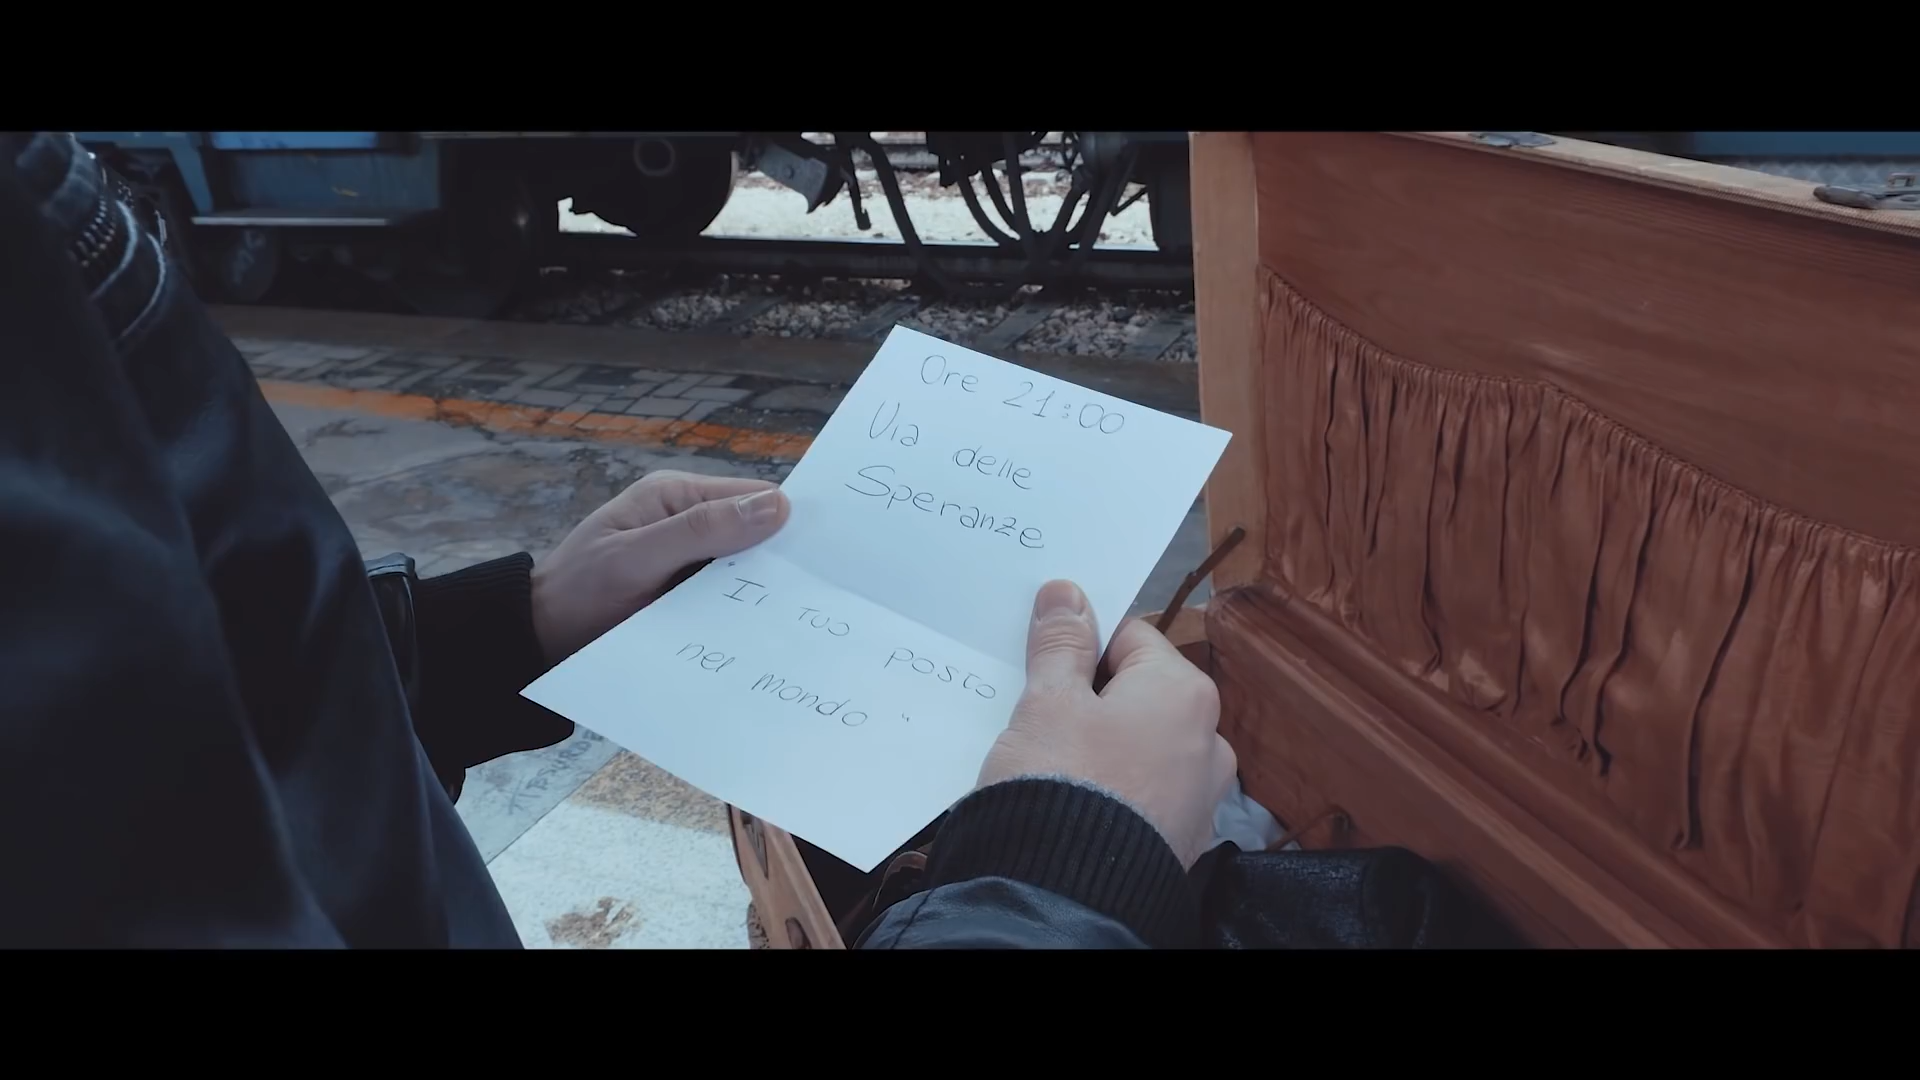 Ore 21:00
Via delle
Speranze
"Il Tuo posto
nel mondo"